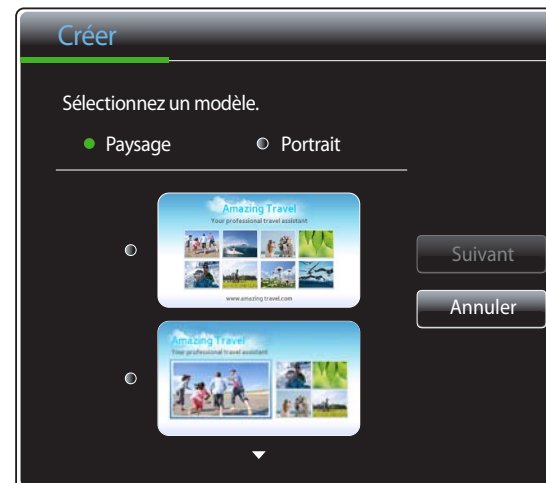 Créer
Sélectionnez un modèle.
Paysage Portrait
Amazing Travel
Your professional travel assistant
www.amazing travel.com
Suivant
Annuler
Amazing Travel
Your professional travel assistant